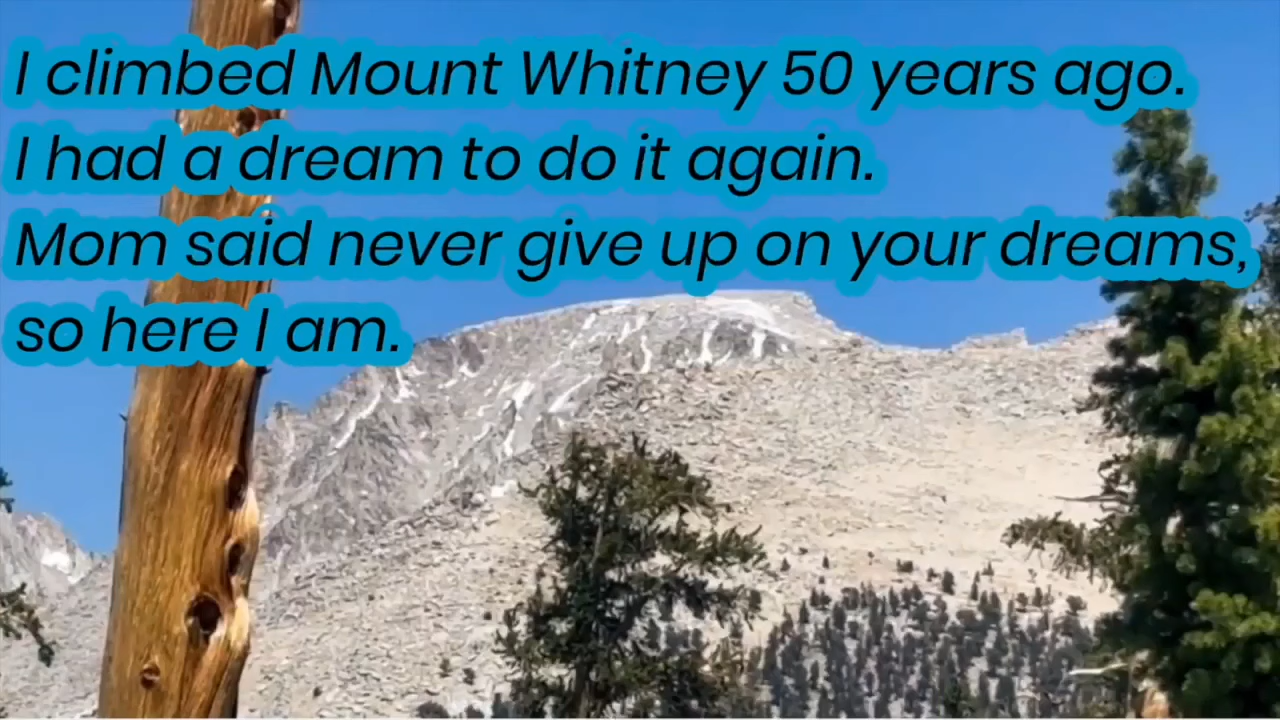 I climbed Mount Whitney 50 years ago.
I had a dream to do it again.
Mom said never give up on your dreams,
so here I am.